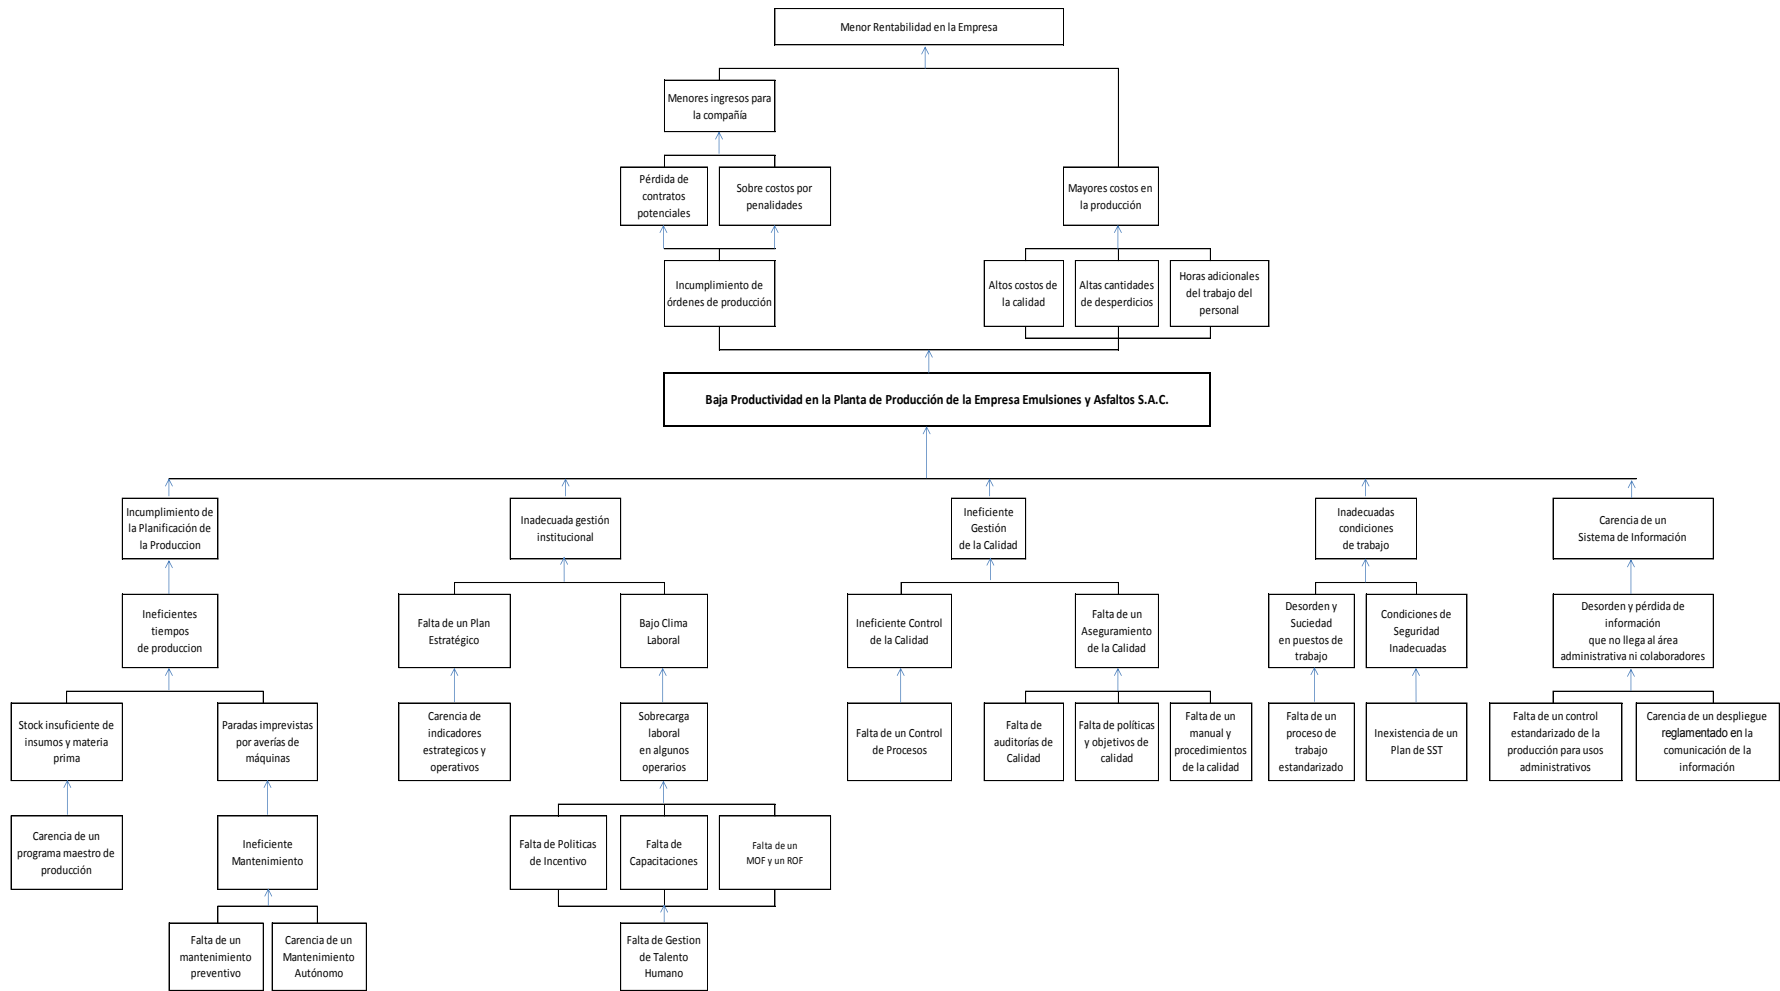 Menor Rentabilidad en la Empresa
Menores ingresos para
la compañía
Pérdida de
contratos
potenciales
Sobre costos por
penalidades
Mayores costos en
la producción
Incumplimiento de
órdenes de producción
Altos costos de
la calidad
Altas cantidades
de desperdicios
Horas adicionales
del trabajo del
personal
Baja Productividad en la Planta de Producción de la Empresa Emulsiones y Asfaltos S.A.C.
Incumplimiento de
la Planificación de
la Produccion
Inadecuada gestión
institucional
Ineficiente
Gestión
de la Calidad
Inadecuadas
condiciones
de trabajo
Carencia de un
Sistema de Información
Ineficientes
tiempos
de produccion
Falta de un Plan
Estratégico
Bajo Clima
Laboral
Ineficiente Control
de la Calidad
Falta de un
Aseguramiento
de la Calidad
Desorden y
Suciedad
en puestos de
trabajo
Condiciones de
Seguridad
Inadecuadas
Desorden y pérdida de
información
que no llega al área
administrativa ni colaboradores
Stock insuficiente de
insumos y materia
prima
Paradas imprevistas
por averías de
máquinas
Carencia de
indicadores
estrategicos y
operativos
Sobrecarga
laboral
en algunos
operarios
Falta de un Control
de Procesos
Falta de
auditorías de
Calidad
Falta de políticas
y objetivos de
calidad
Falta de un
manual y
procedimientos
de la calidad
Falta de un
proceso de
trabajo
estandarizado
Inexistencia de un
Plan de SST
Falta de un control
estandarizado de la
producción para usos
administrativos
Carencia de un despliegue
reglamentado en la
comunicación de la
información
Carencia de un
programa maestro de
producción
Ineficiente
Mantenimiento
Falta de Politicas
de Incentivo
Falta de
Capacitaciones
Falta de un
MOF y un ROF
Falta de un
mantenimiento
preventivo
Carencia de un
Mantenimiento
Autónomo
Falta de Gestion
de Talento
Humano